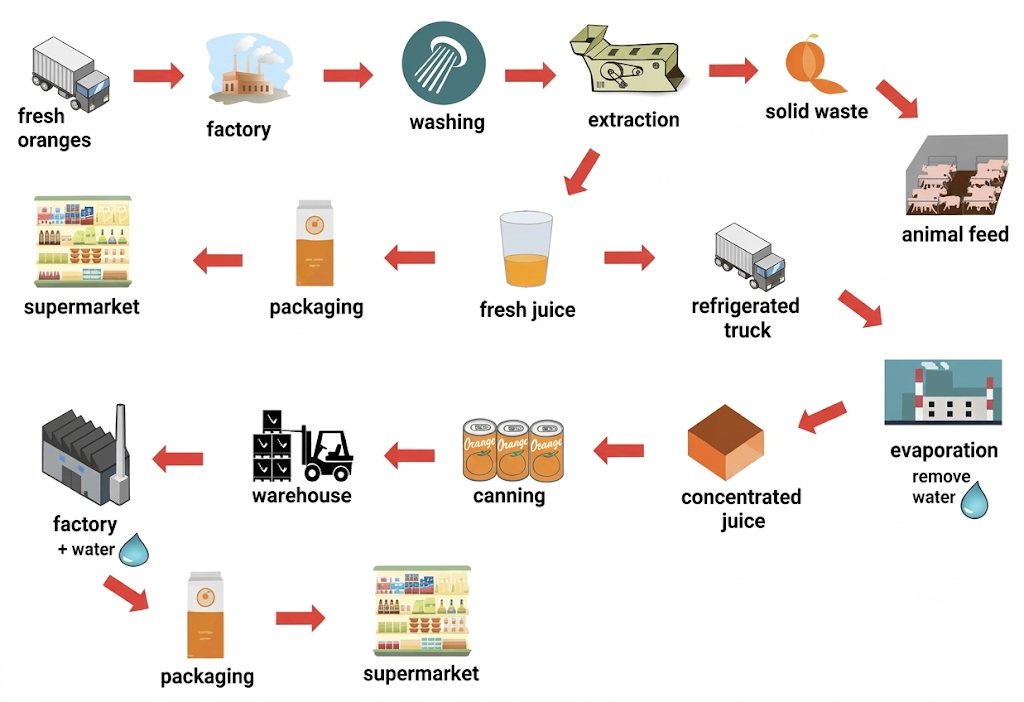 fresh
oranges
factory
washing
extraction
solid waste
animal feed
supermarket
packaging
fresh juice
refrigerated
truck
evaporation
remove
water
concentrated
juice
Orange
Orange
Orange
canning
warehouse
factory
+ water
packaging
supermarket